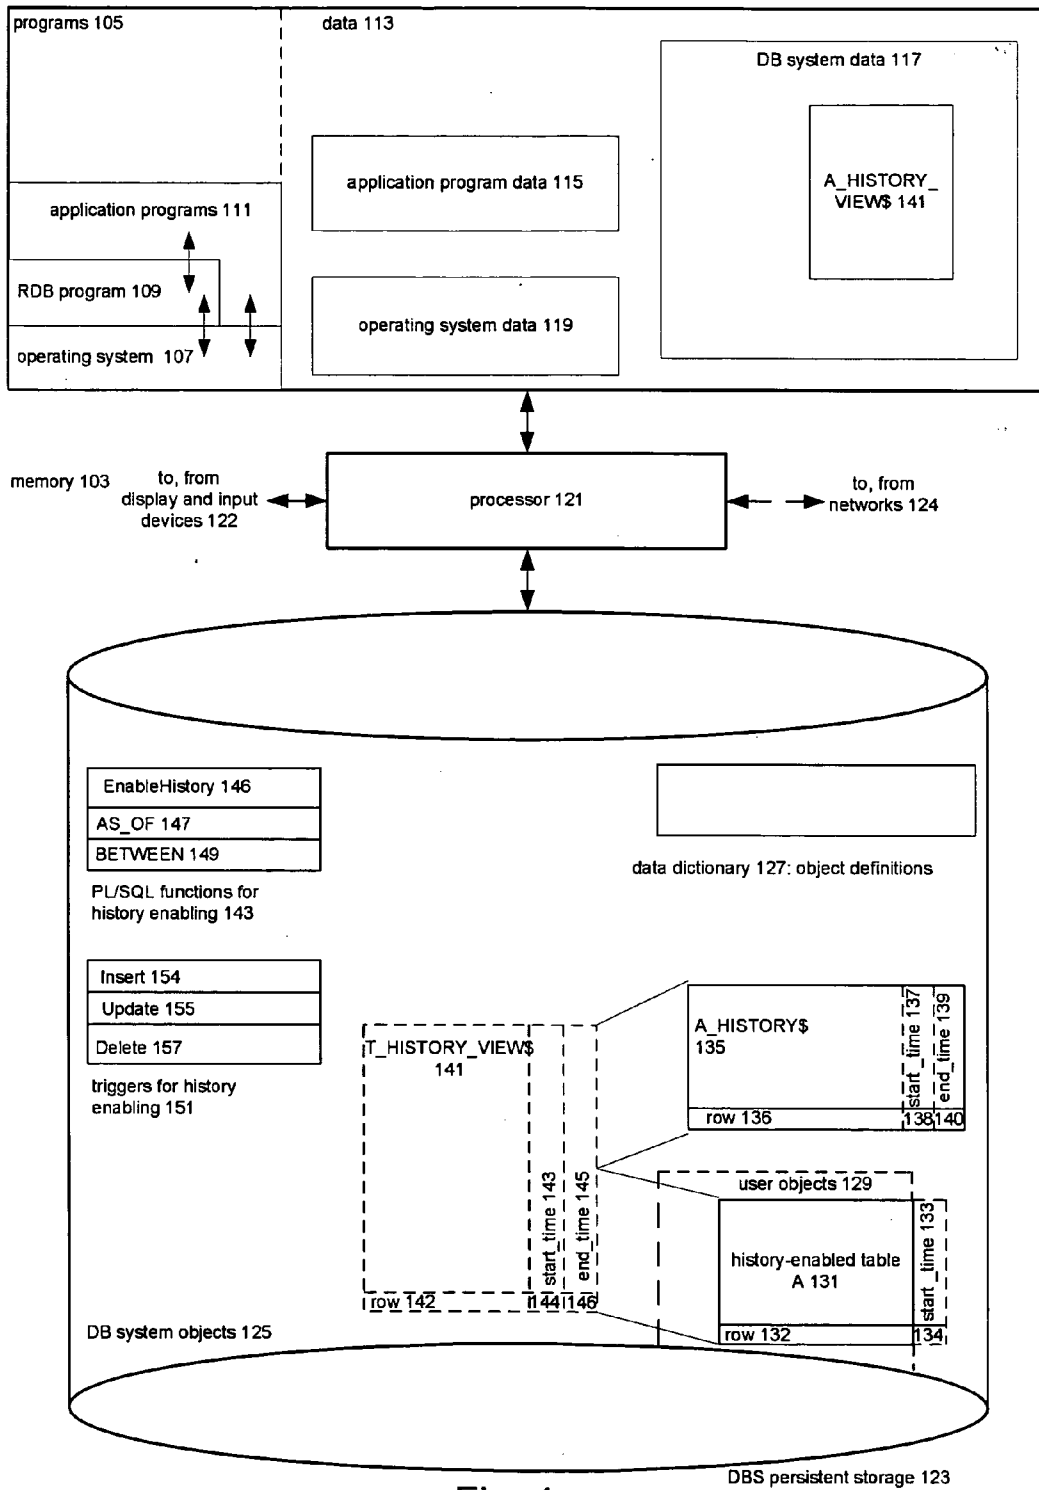 programs 105
data 113
DB system data 117
application program data 115
A_HISTORY_
VIEW$ 141
application programs 111
RDB program 109
operating system data 119
operating system 107
memory 103
to, from
display and input
devices 122
processor 121
to, from
networks 124
EnableHistory 146
AS_OF 147
BETWEEN 149
PL/SQL functions for
history enabling 143
data dictionary 127: object definitions
Insert 154
Update 155
Delete 157
triggers for history
enabling 151
T_HISTORY_VIEW$
141
start_time 143
end_time 145
row 142
144
146
A_HISTORY$
135
start_time 137
end_time 139
row 136
138
140
user objects 129
history-enabled table
A 131
start_time 133
row 132
134
DB system objects 125
DBS persistent storage 123